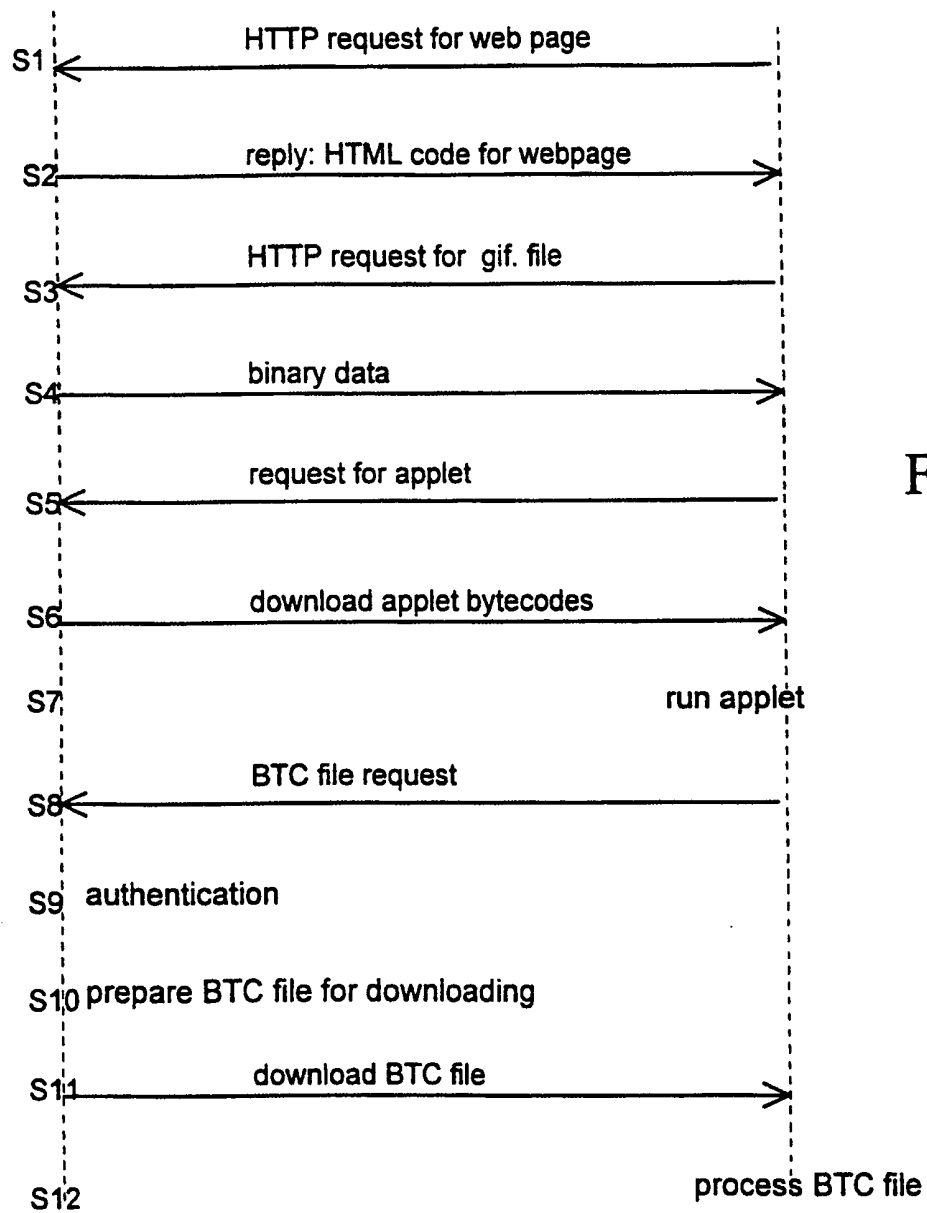 HTTP request for web page
S1
reply: HTML code for webpage
S2
HTTP request for gif. file
S3
binary data
S4
request for applet
S5
F
download applet bytecodes
S6
S7 run applet
BTC file request
S8
S9 authentication
S10 prepare BTC file for downloading
download BTC file
S11
process BTC file
S12